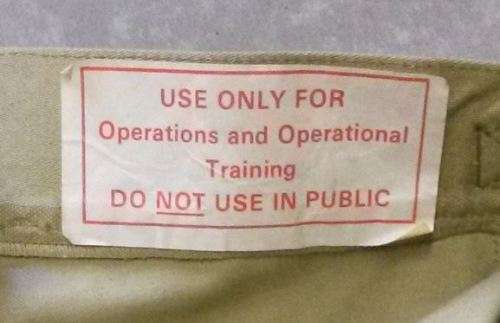 USE ONLY FOR
Operations and Operational
Training
DO NOT USE IN PUBLIC